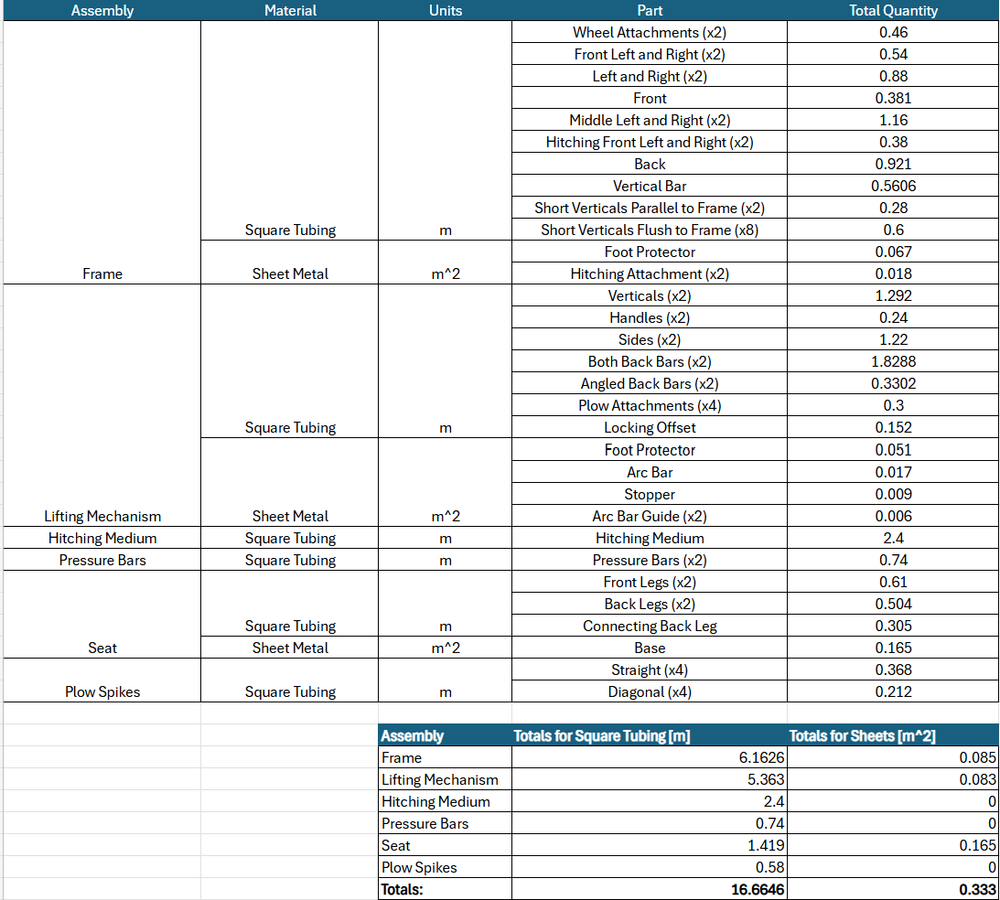 Assembly Material Units Part Total Quantity
Wheel Attachments (x2) 0.46
Front Left and Right (x2) 0.54
Left and Right (x2) 0.88
Front 0.381
Middle Left and Right (x2) 1.16
Hitching Front Left and Right (x2) 0.38
Back 0.921
Vertical Bar 0.5606
Short Verticals Parallel to Frame (x2) 0.28
Square Tubing m Short Verticals Flush to Frame (x8) 0.6
Foot Protector 0.067
Frame Sheet Metal m^2 Hitching Attachment (x2) 0.018
Verticals (x2) 1.292
Handles (x2) 0.24
Sides (x2) 1.22
Both Back Bars (x2) 1.8288
Angled Back Bars (x2) 0.3302
Plow Attachments (x4) 0.3
Square Tubing m Locking Offset 0.152
Foot Protector 0.051
Arc Bar 0.017
Stopper 0.009
Lifting Mechanism Sheet Metal m^2 Arc Bar Guide (x2) 0.006
Hitching Medium Square Tubing m Hitching Medium 2.4
Pressure Bars Square Tubing m Pressure Bars (x2) 0.74
Front Legs (x2) 0.61
Back Legs (x2) 0.504
Square Tubing m Connecting Back Leg 0.305
Seat Sheet Metal m^2 Base 0.165
Straight (x4) 0.368
Plow Spikes Square Tubing m Diagonal (x4) 0.212
Assembly Totals for Square Tubing [m] Totals for Sheets [m^2]
Frame 6.1626 0.085
Lifting Mechanism 5.363 0.083
Hitching Medium 2.4 0
Pressure Bars 0.74 0
Seat 1.419 0.165
Plow Spikes 0.58 0
Totals: 16.6646 0.333